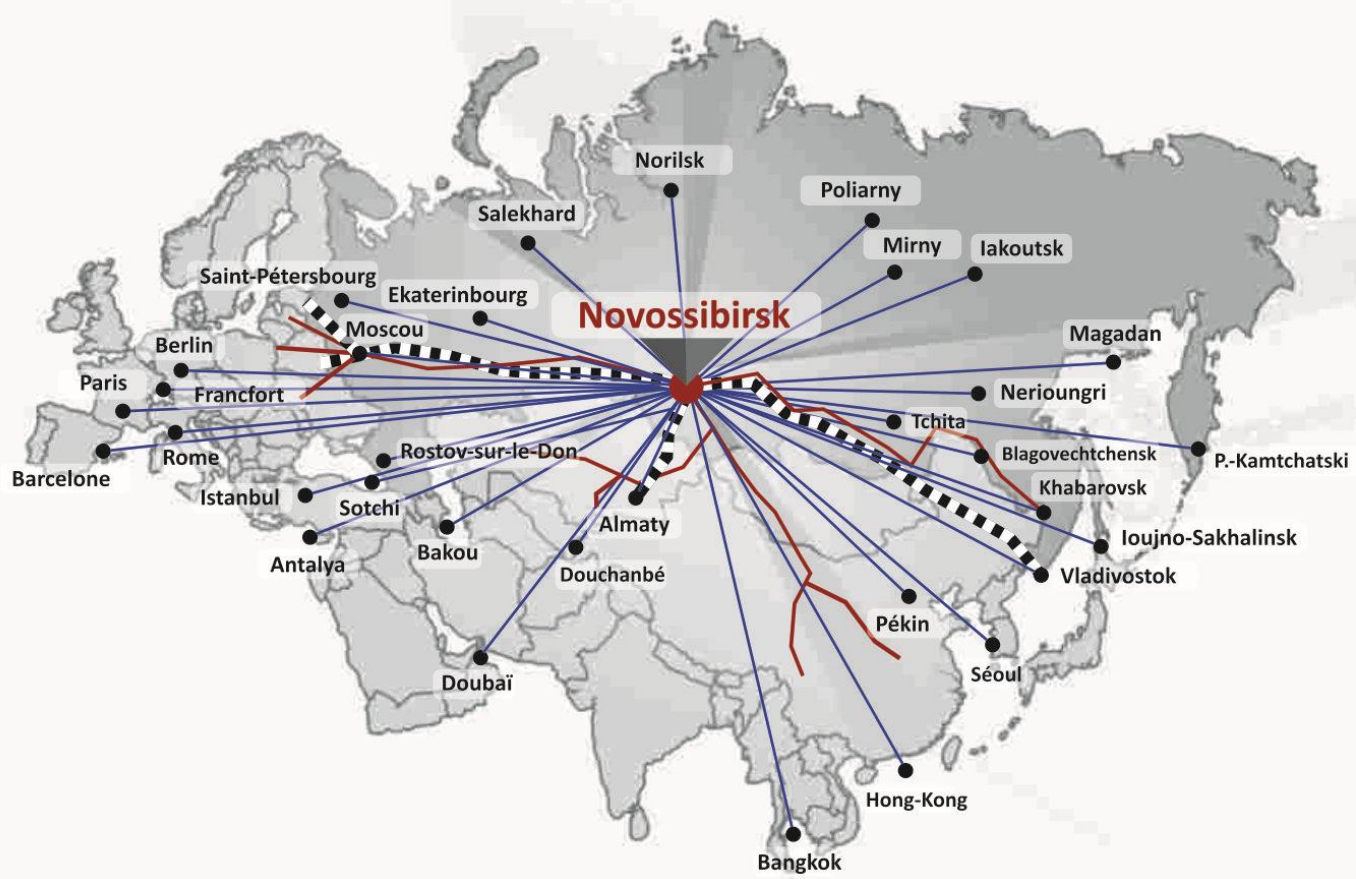 Norilsk
Poliarny
Salekhard
Mirny
Iakoutsk
Saint-Pétersbourg
Ekaterinbourg
Novossibirsk
Moscou
Magadan
Berlin
Paris
Francfort
Nerioungri
Tchita
Rome
Rostov-sur-le-Don
Blagovechtchensk
P.-Kamtchatski
Barcelone
Istanbul
Sotchi
Khabarovsk
Almaty
Ioujno-Sakhalinsk
Antalya
Bakou
Douchanbé
Vladivostok
Pékin
Séoul
Doubaï
Hong-Kong
Bangkok